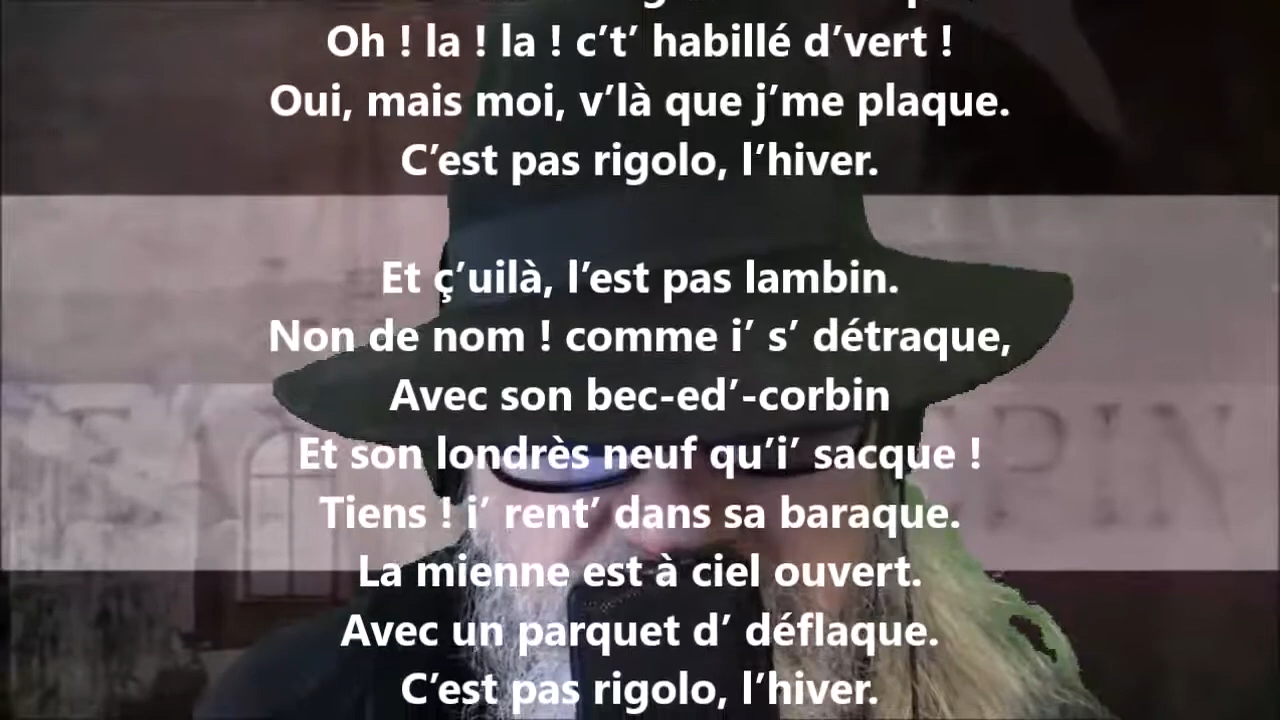 Oh ! la ! la ! c’t’ habillé d’vert !
Oui, mais moi, v’là que j’me plaque.
C’est pas rigolo, l’hiver.
Et ç’uilà, l’est pas lambin.
Non de nom ! comme i’ s’ détraque,
Avec son bec-ed’-corbin
Et son londrès neuf qu’i’ sacque !
Tiens ! i’ rent’ dans sa baraque.
La mienne est à ciel ouvert.
Avec un parquet d’ déflaque.
C’est pas rigolo, l’hiver.